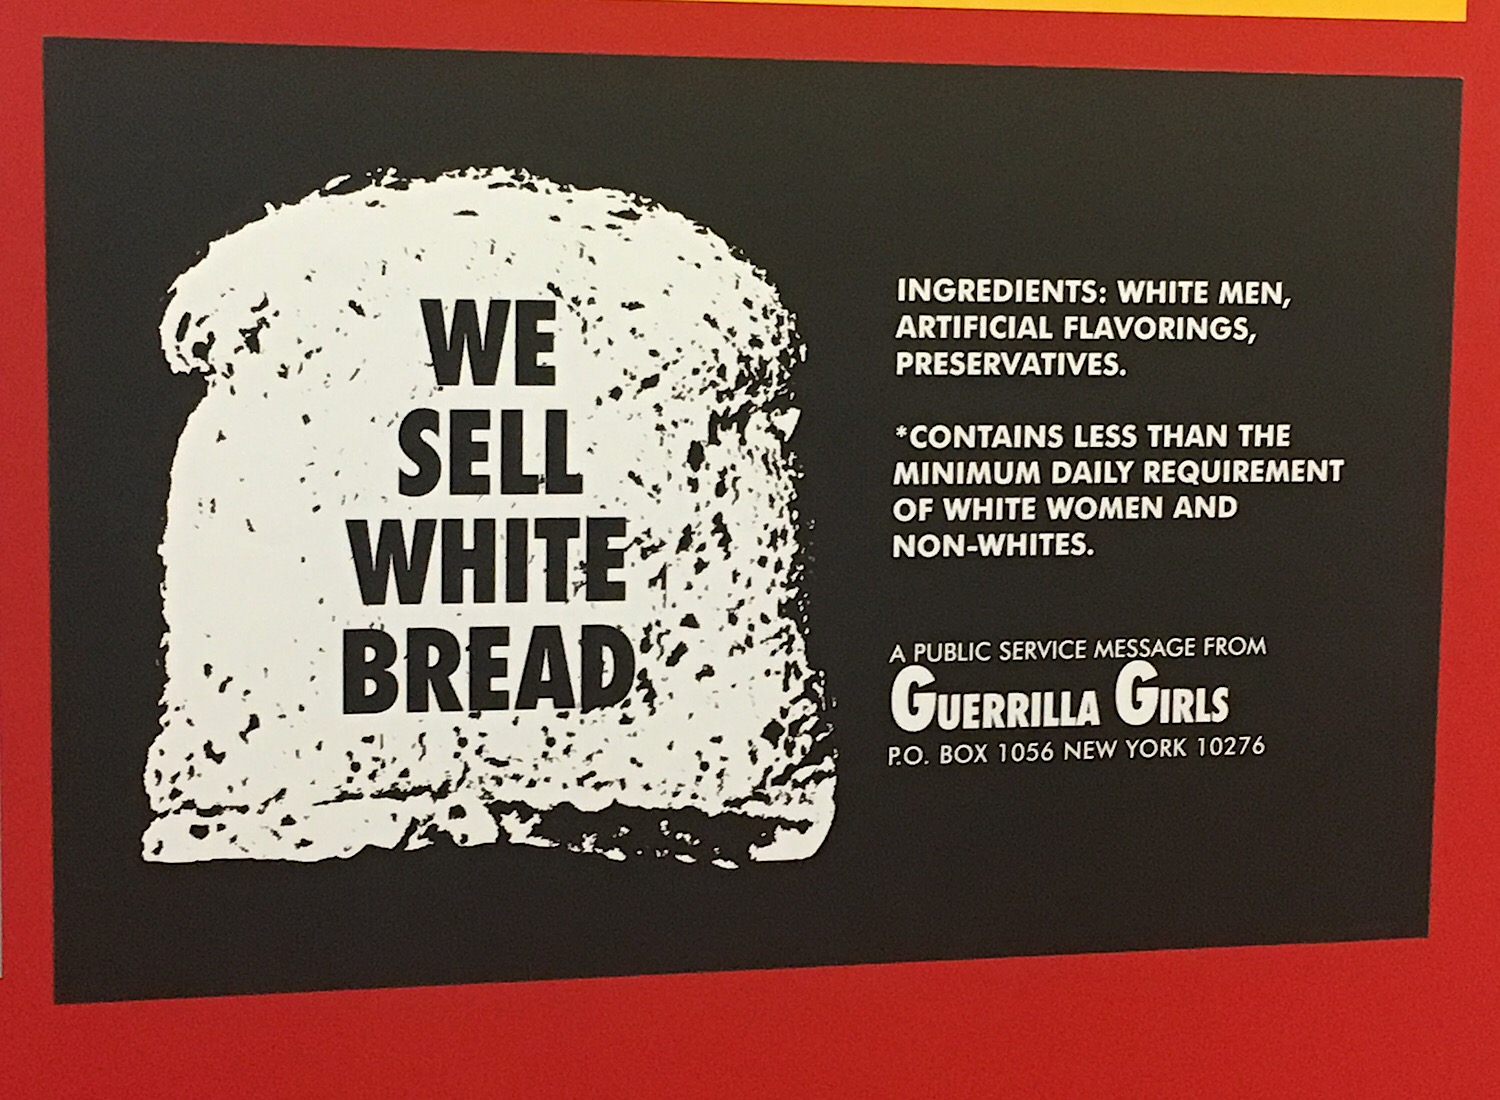 WE
SELL
WHITE
BREAD
INGREDIENTS: WHITE MEN,
ARTIFICIAL FLAVORINGS,
PRESERVATIVES.
*CONTAINS LESS THAN THE
MINIMUM DAILY REQUIREMENT
OF WHITE WOMEN AND
NON-WHITES.
A PUBLIC SERVICE MESSAGE FROM
GUERRILLA GIRLS
P.O. BOX 1056 NEW YORK 10276